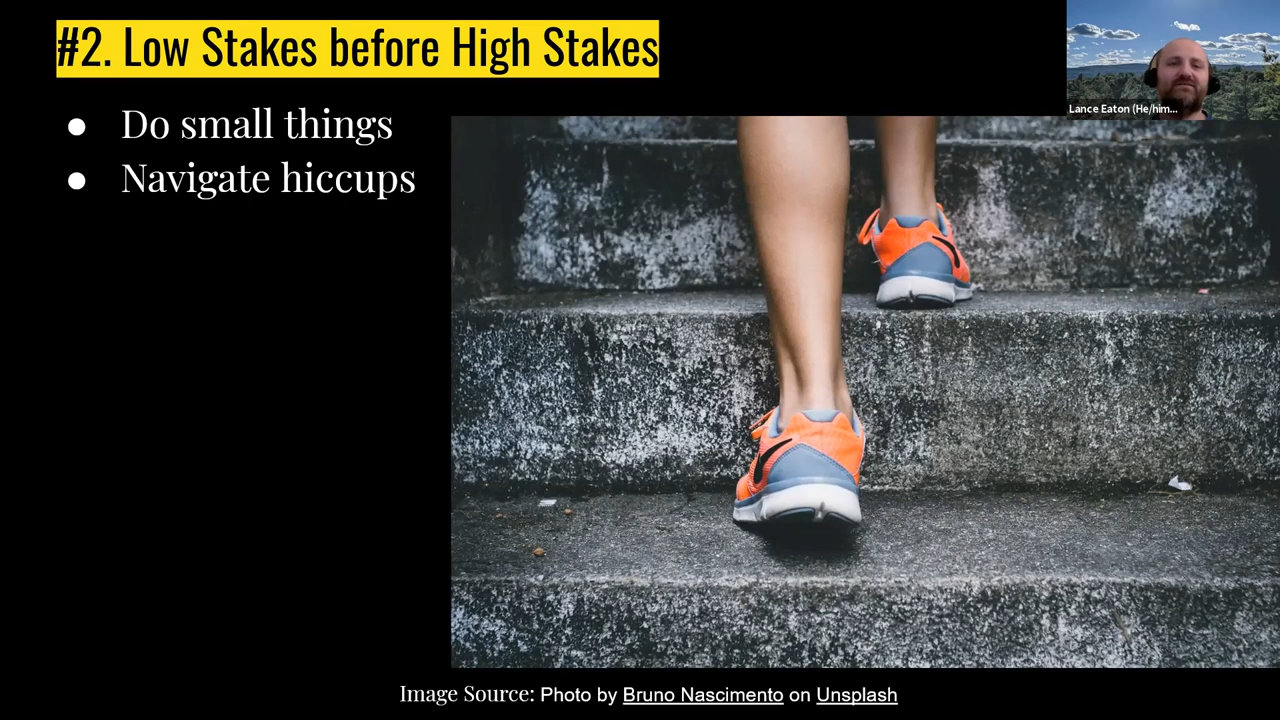 #2. Low Stakes before High Stakes
Lance Eaton (He/him...
● Do small things
● Navigate hiccups
Image Source: Photo by Bruno Nascimento on Unsplash